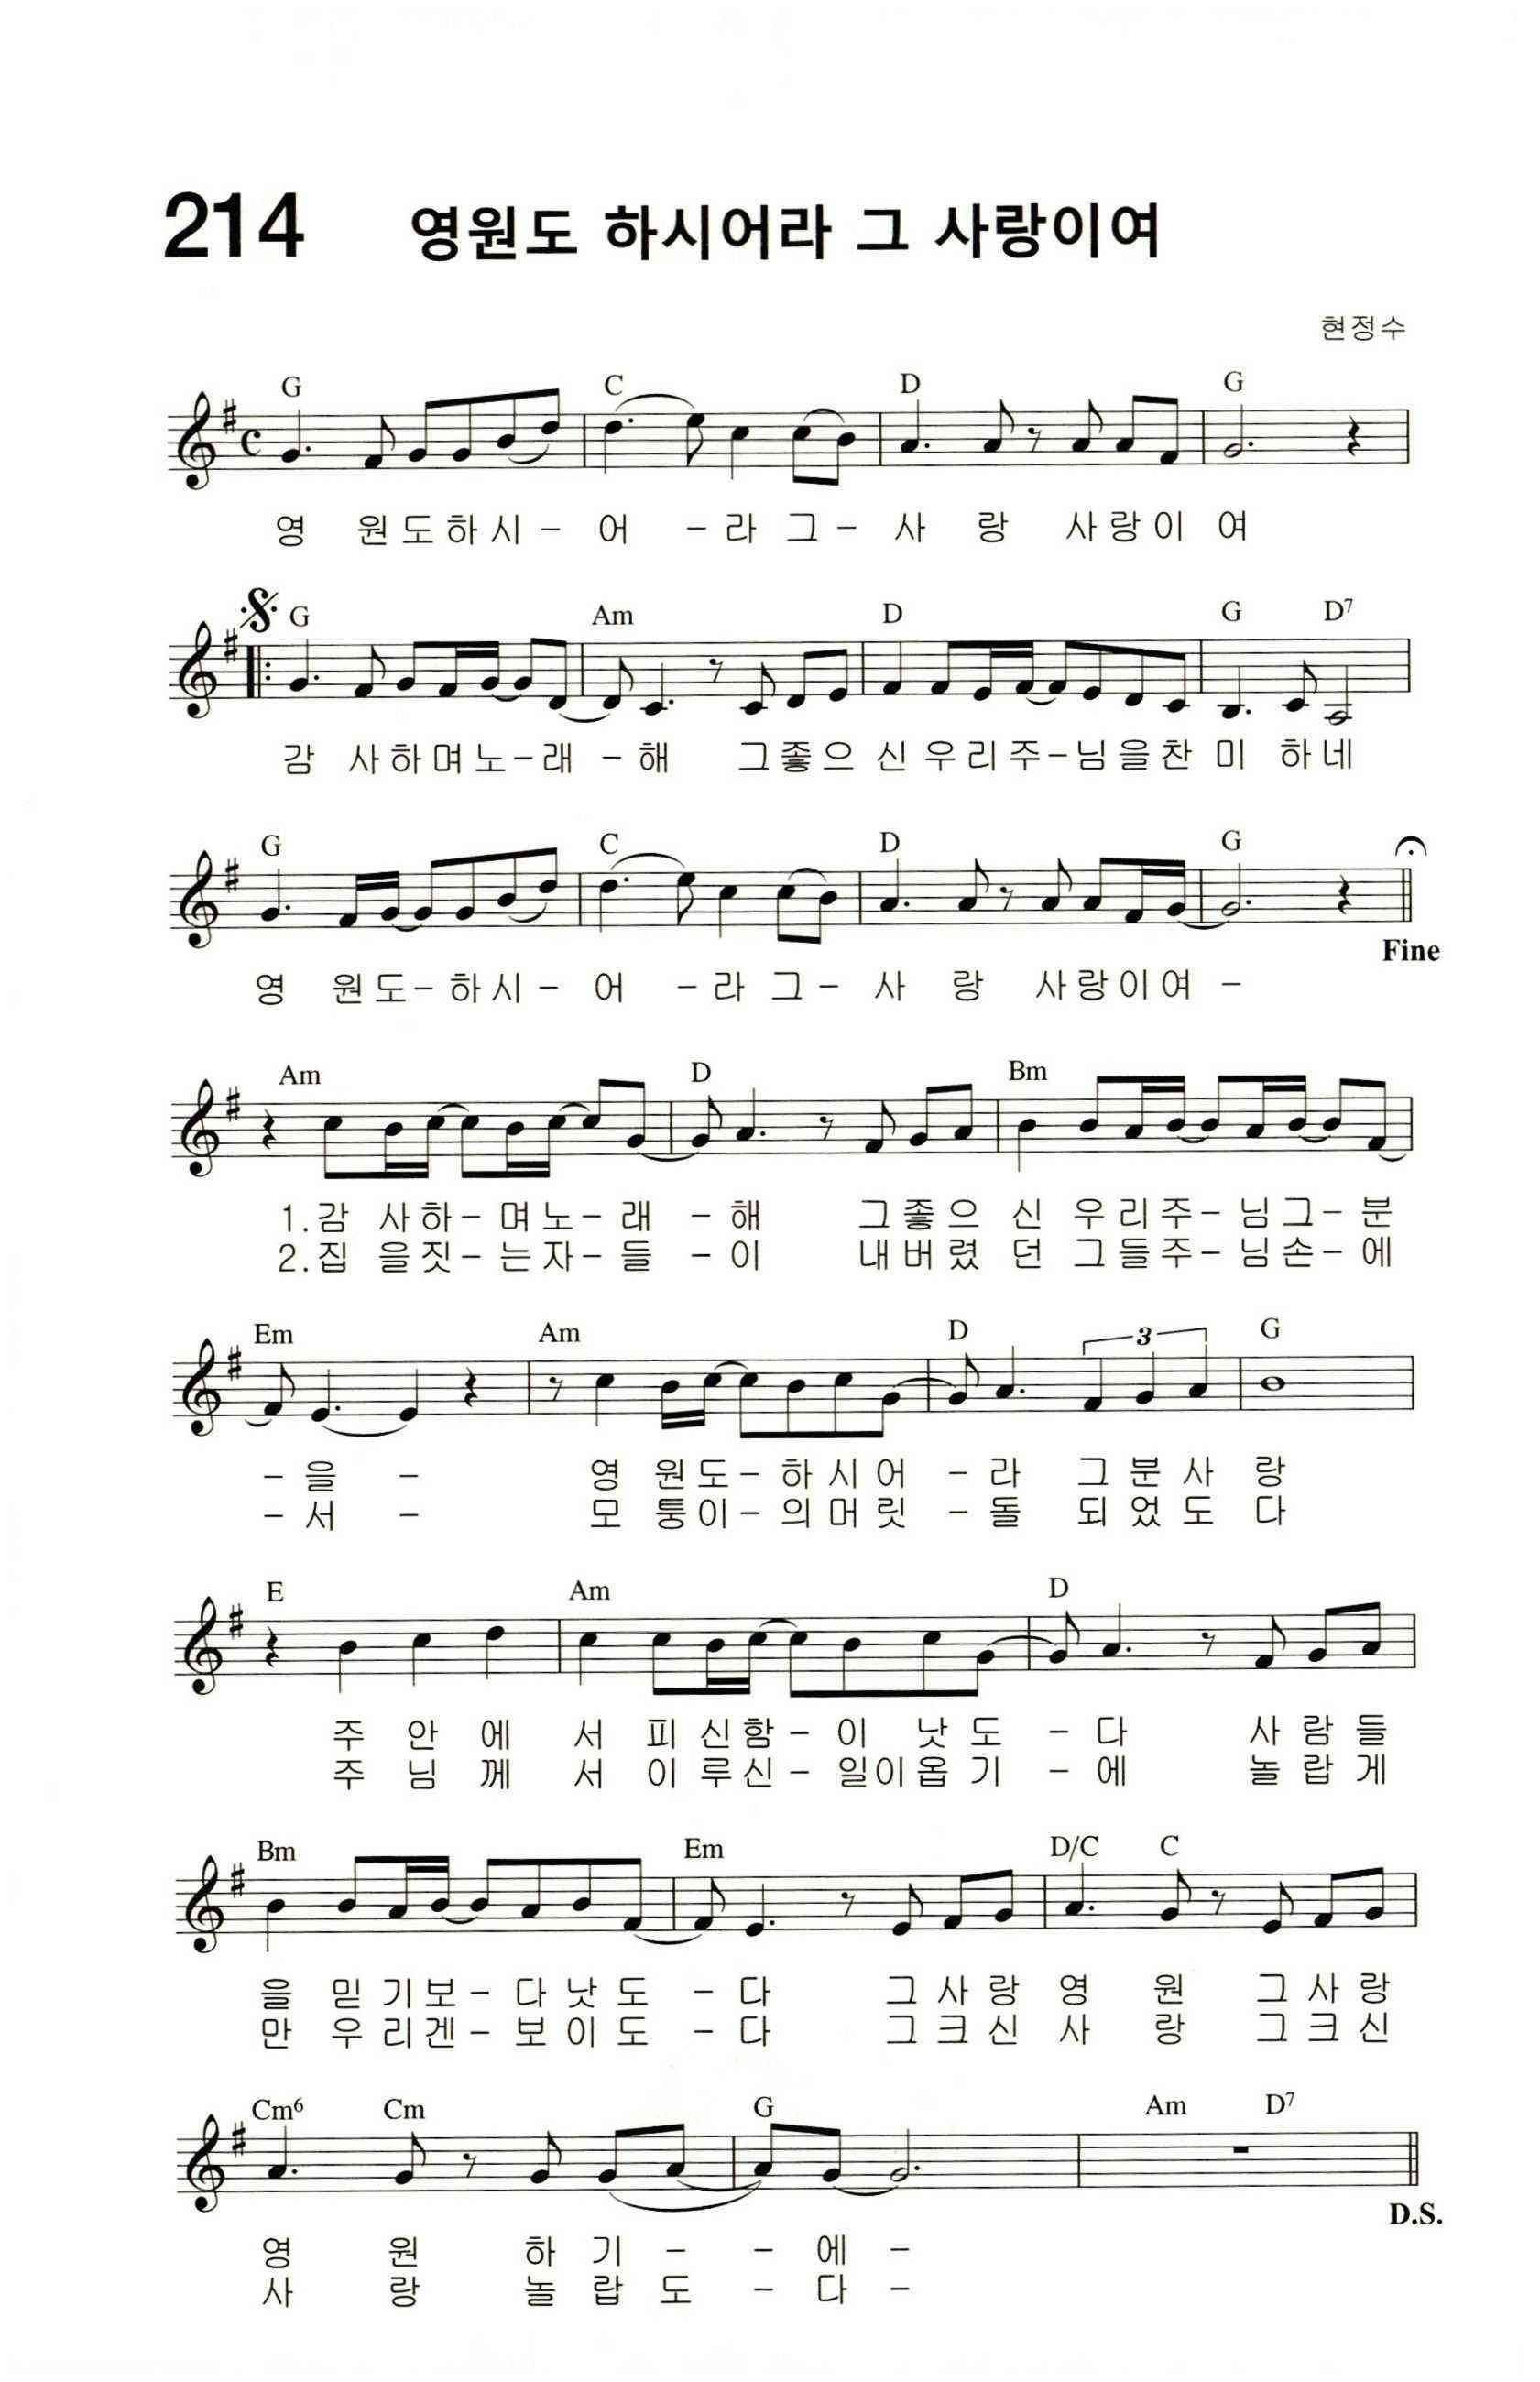 214 영원도 하시어라 그 사랑이여
현정수
G C D G
영 원도하시- 어 -라 그- 사 랑 사랑이 여
G Am D G D7
감 사하며노-래 -해 그좋으 신 우리주-님을찬 미 하네
G C D G
Fine
영 원도-하시- 어 -라 그- 사 랑 사랑이여 -
Am D Bm
1.감 사하- 며노- 래 -해 그좋으 신 우리주- 님그- 분
2.집 을짓- 는자- 들 -이 내버렸 던 그들주- 님손- 에
Em Am D 3 G
-을 - 영 원도- 하시어 -라 그분사 랑
-서 - 모 퉁이- 의머릿 -돌 되었도 다
E Am D
주 안 에 서 피 신함- 이 낫도 -다 사람들
주 님 께 서 이 루신- 일이옵기 -에 놀랍게
Bm Em D/C C
을 믿 기보- 다낫도 -다 그사랑 영 원 그사랑
만 우 리겐- 보이도 -다 그크신 사 랑 그크신
Cm6 Cm G Am D7
D.S.
영 원 하 기 - - 에 -
사 랑 놀 랍 도 - 다 -